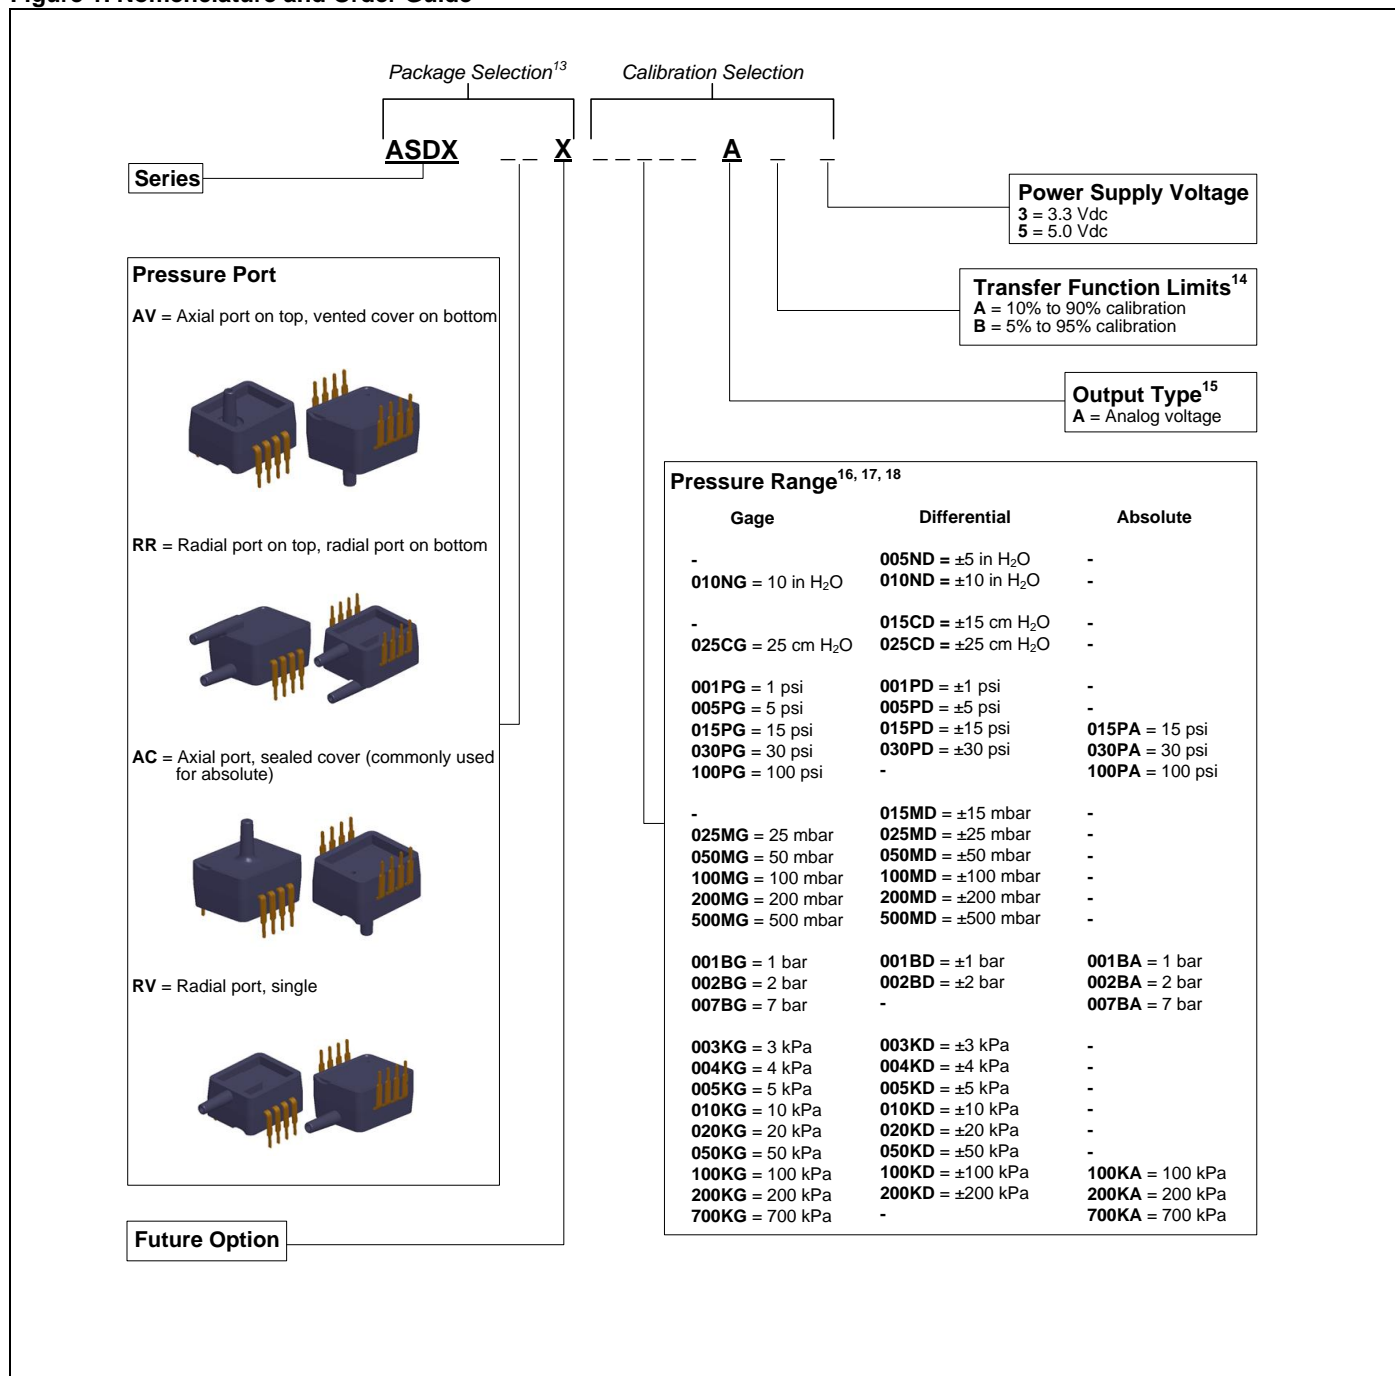 Package Selection13 Calibration Selection
ASDX _ _ X _ _ _ _ _ A _ _
Series
Power Supply Voltage
3 = 3.3 Vdc
5 = 5.0 Vdc
Transfer Function Limits14
A = 10% to 90% calibration
B = 5% to 95% calibration
Output Type15
A = Analog voltage
Pressure Port
AV = Axial port on top, vented cover on bottom
RR = Radial port on top, radial port on bottom
AC = Axial port, sealed cover (commonly used
for absolute)
RV = Radial port, single
Future Option
Pressure Range16, 17, 18
Gage Differential Absolute
- 005ND = ±5 in H2O -
010NG = 10 in H2O 010ND = ±10 in H2O -
- 015CD = ±15 cm H2O -
025CG = 25 cm H2O 025CD = ±25 cm H2O -
001PG = 1 psi 001PD = ±1 psi -
005PG = 5 psi 005PD = ±5 psi -
015PG = 15 psi 015PD = ±15 psi 015PA = 15 psi
030PG = 30 psi 030PD = ±30 psi 030PA = 30 psi
100PG = 100 psi - 100PA = 100 psi
- 015MD = ±15 mbar -
025MG = 25 mbar 025MD = ±25 mbar -
050MG = 50 mbar 050MD = ±50 mbar -
100MG = 100 mbar 100MD = ±100 mbar -
200MG = 200 mbar 200MD = ±200 mbar -
500MG = 500 mbar 500MD = ±500 mbar -
001BG = 1 bar 001BD = ±1 bar 001BA = 1 bar
002BG = 2 bar 002BD = ±2 bar 002BA = 2 bar
007BG = 7 bar - 007BA = 7 bar
003KG = 3 kPa 003KD = ±3 kPa -
004KG = 4 kPa 004KD = ±4 kPa -
005KG = 5 kPa 005KD = ±5 kPa -
010KG = 10 kPa 010KD = ±10 kPa -
020KG = 20 kPa 020KD = ±20 kPa -
050KG = 50 kPa 050KD = ±50 kPa -
100KG = 100 kPa 100KD = ±100 kPa 100KA = 100 kPa
200KG = 200 kPa 200KD = ±200 kPa 200KA = 200 kPa
700KG = 700 kPa - 700KA = 700 kPa